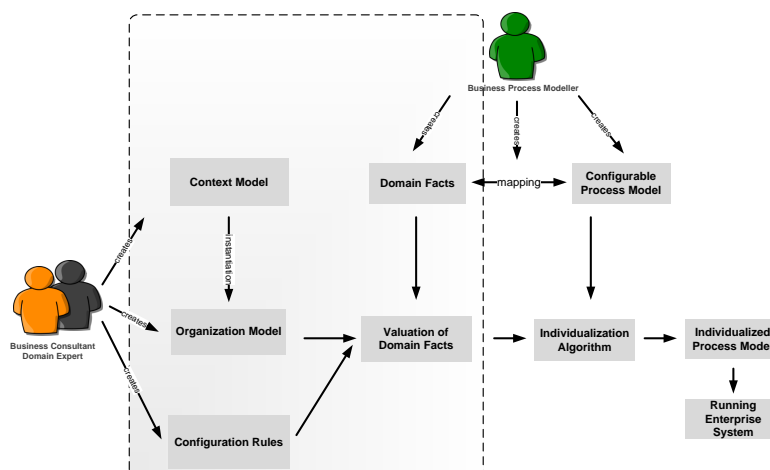 Business Process Modeller
creates
creates
creates
Context Model
Domain Facts
mapping
Configurable
Process Model
creates
instantiation
Business Consultant
Domain Expert
creates
Organization Model
Valuation of
Domain Facts
Individualization
Algorithm
Individualized
Process Model
creates
Configuration Rules
Running
Enterprise
System